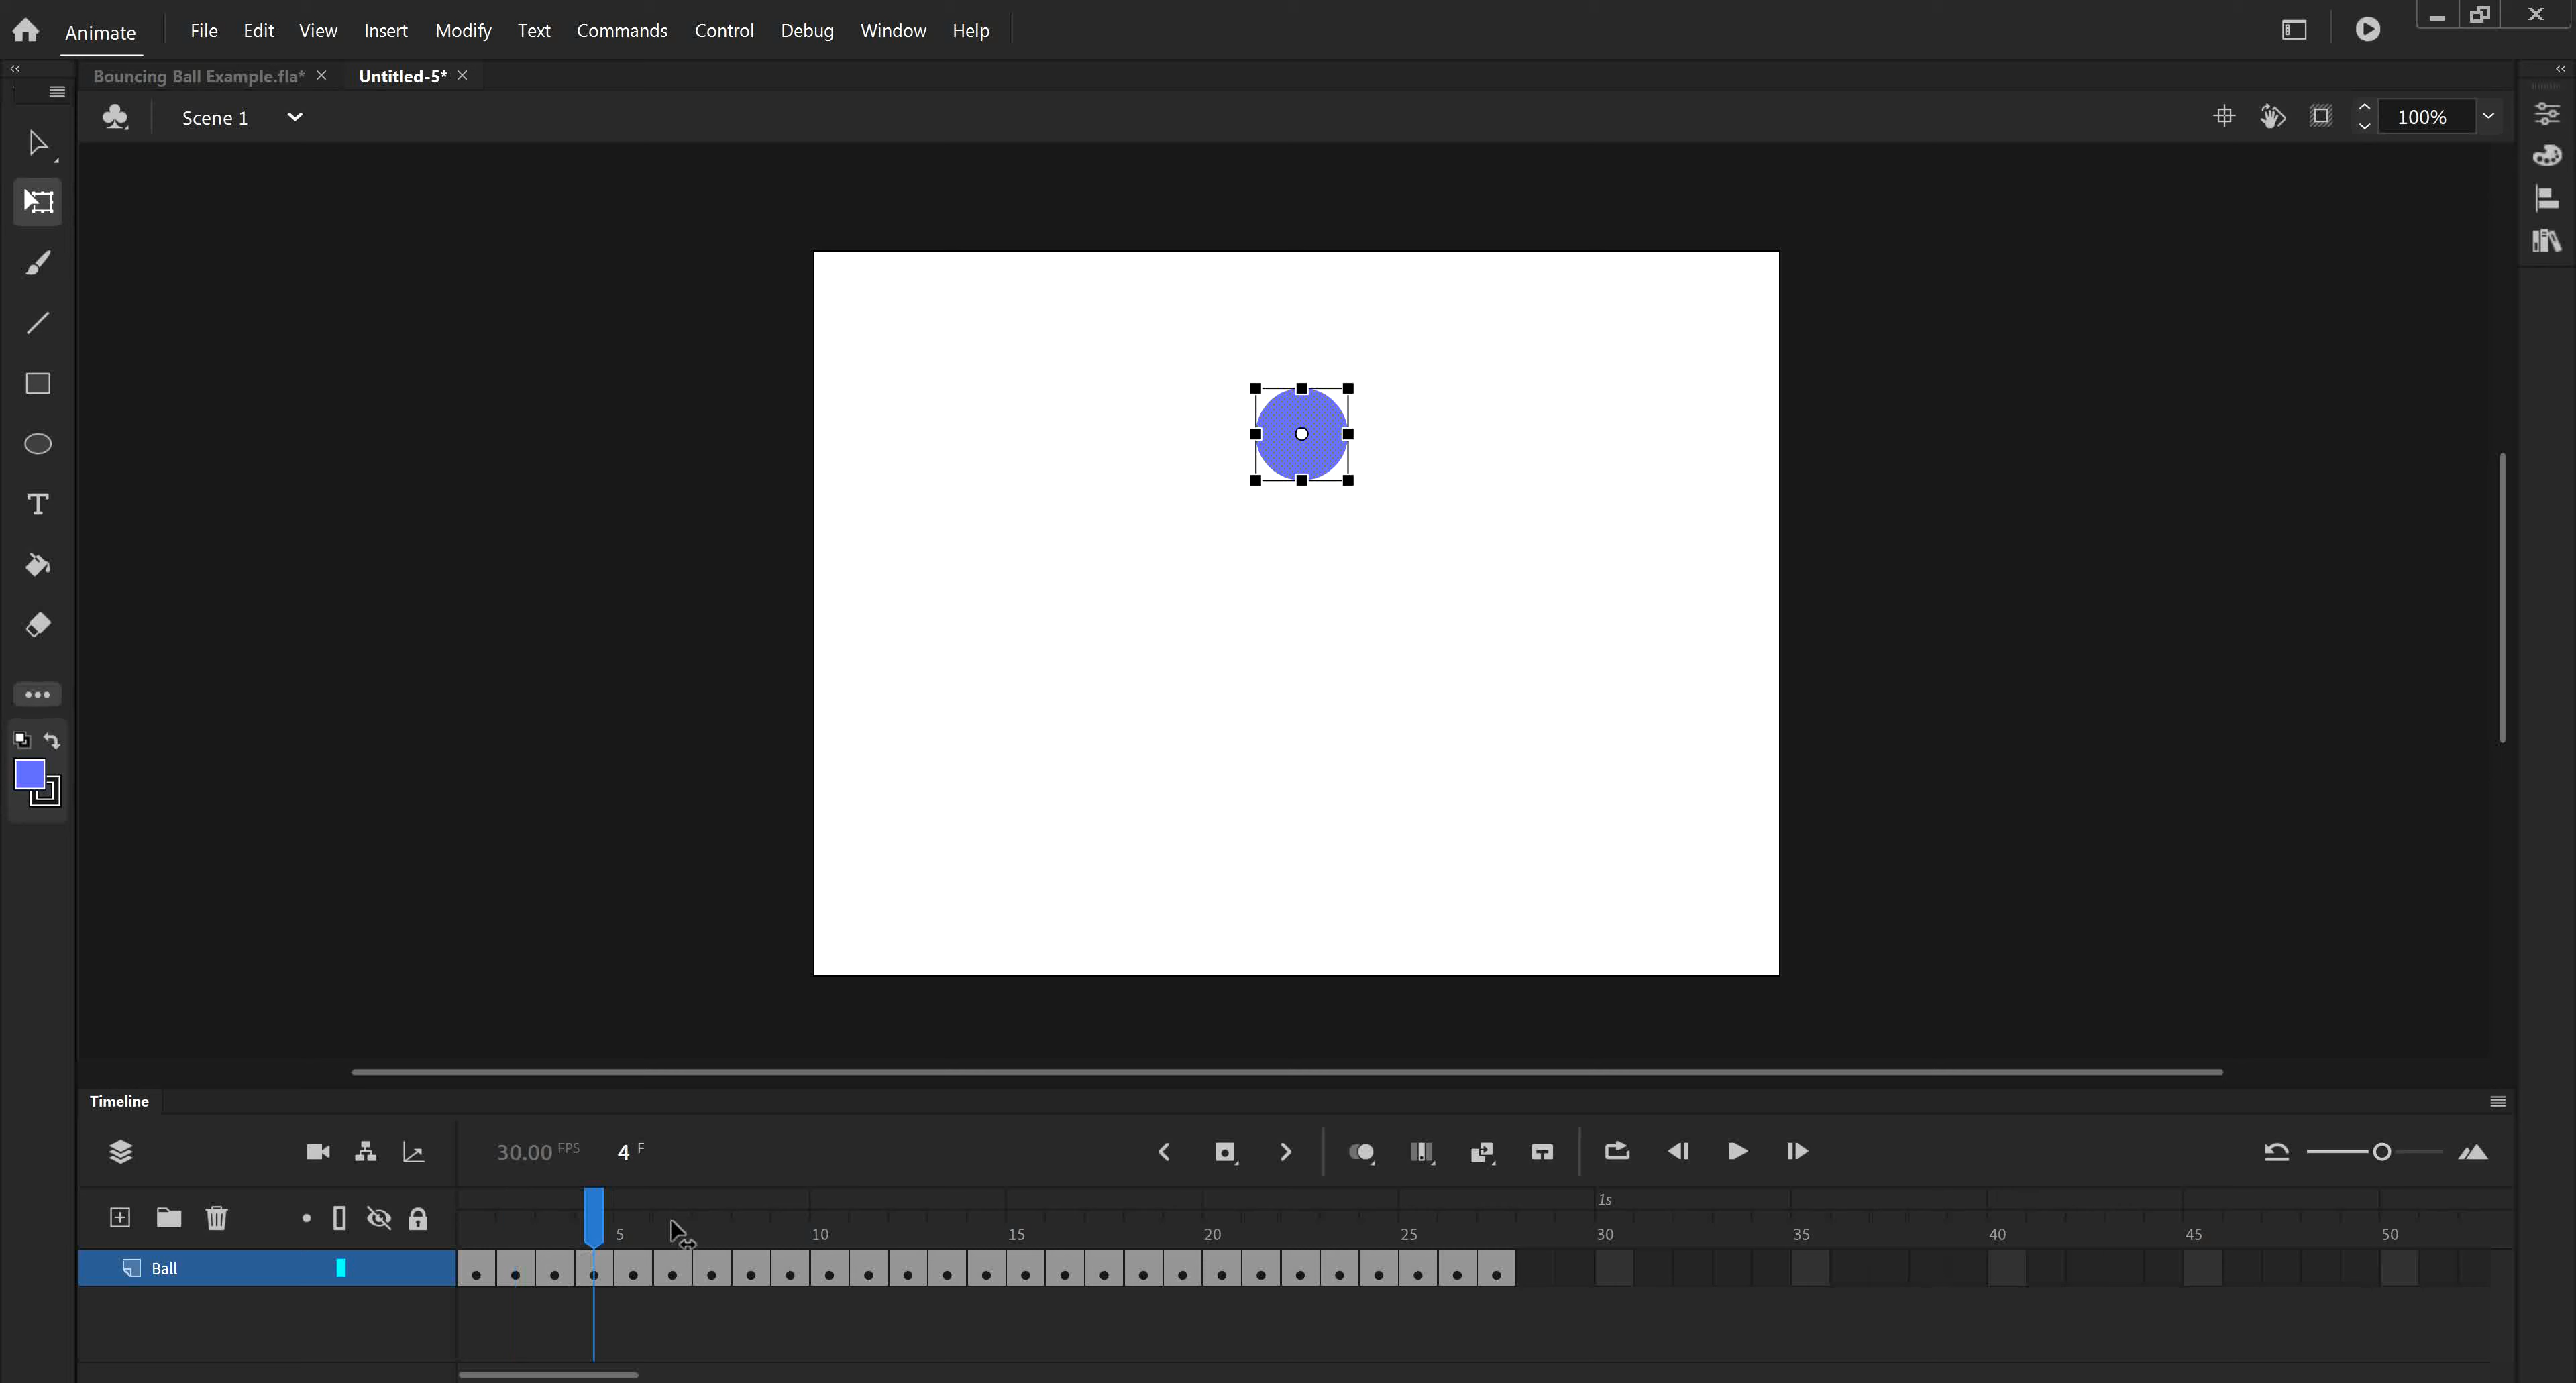 Animate File Edit View Insert Modify Text Commands Control Debug Window Help
Bouncing Ball Example.fla* Untitled-5*
Scene 1 100%
T
Timeline
30.00 FPS 4 F
1s
5 10 15 20 25 30 35 40 45 50
Ball